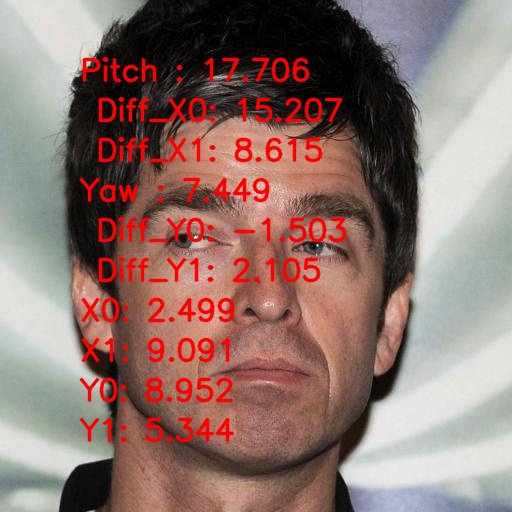 Pitch : 17.706
Diff_X0: 15.207
Diff_X1: 8.615
Yaw : 7.449
Diff_Y0: -1.503
Diff_Y1: 2.105
X0: 2.499
X1: 9.091
Y0: 8.952
Y1: 5.344